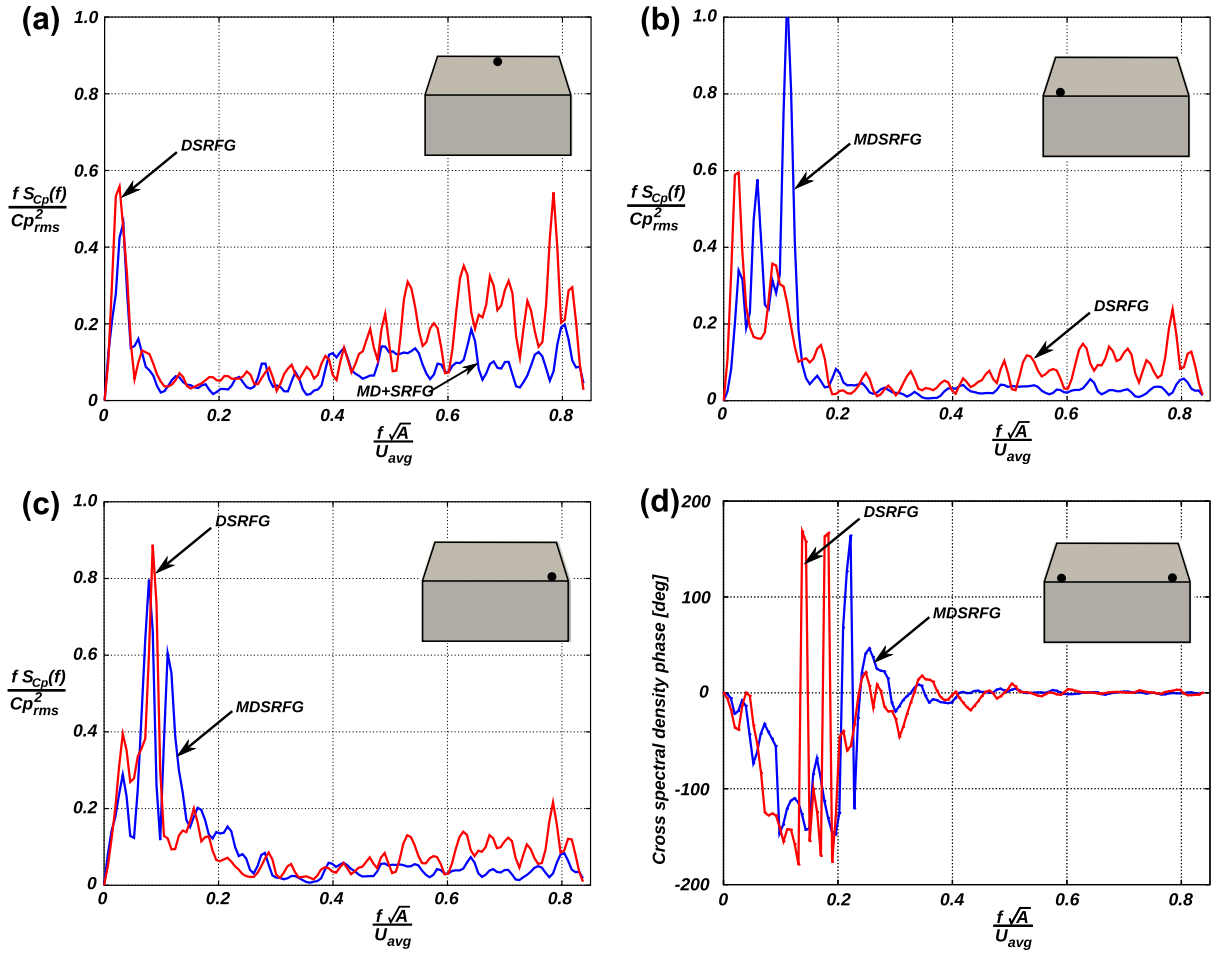 (a)
1.0
0.8
0.6
0.4
0.2
0
f S_Cp(f)
Cp²_rms
DSRFG
MD+SRFG
0 0.2 0.4 0.6 0.8
f √A
U_avg
(b)
1.0
0.8
0.6
0.4
0.2
0
f S_Cp(f)
Cp²_rms
MDSRFG
DSRFG
0 0.2 0.4 0.6 0.8
f √A
U_avg
(c)
1.0
0.8
0.6
0.4
0.2
0
f S_Cp(f)
Cp²_rms
DSRFG
MDSRFG
0 0.2 0.4 0.6 0.8
f √A
U_avg
(d)
200
100
0
-100
-200
Cross spectral density phase [deg]
DSRFG
MDSRFG
0 0.2 0.4 0.6 0.8
f √A
U_avg